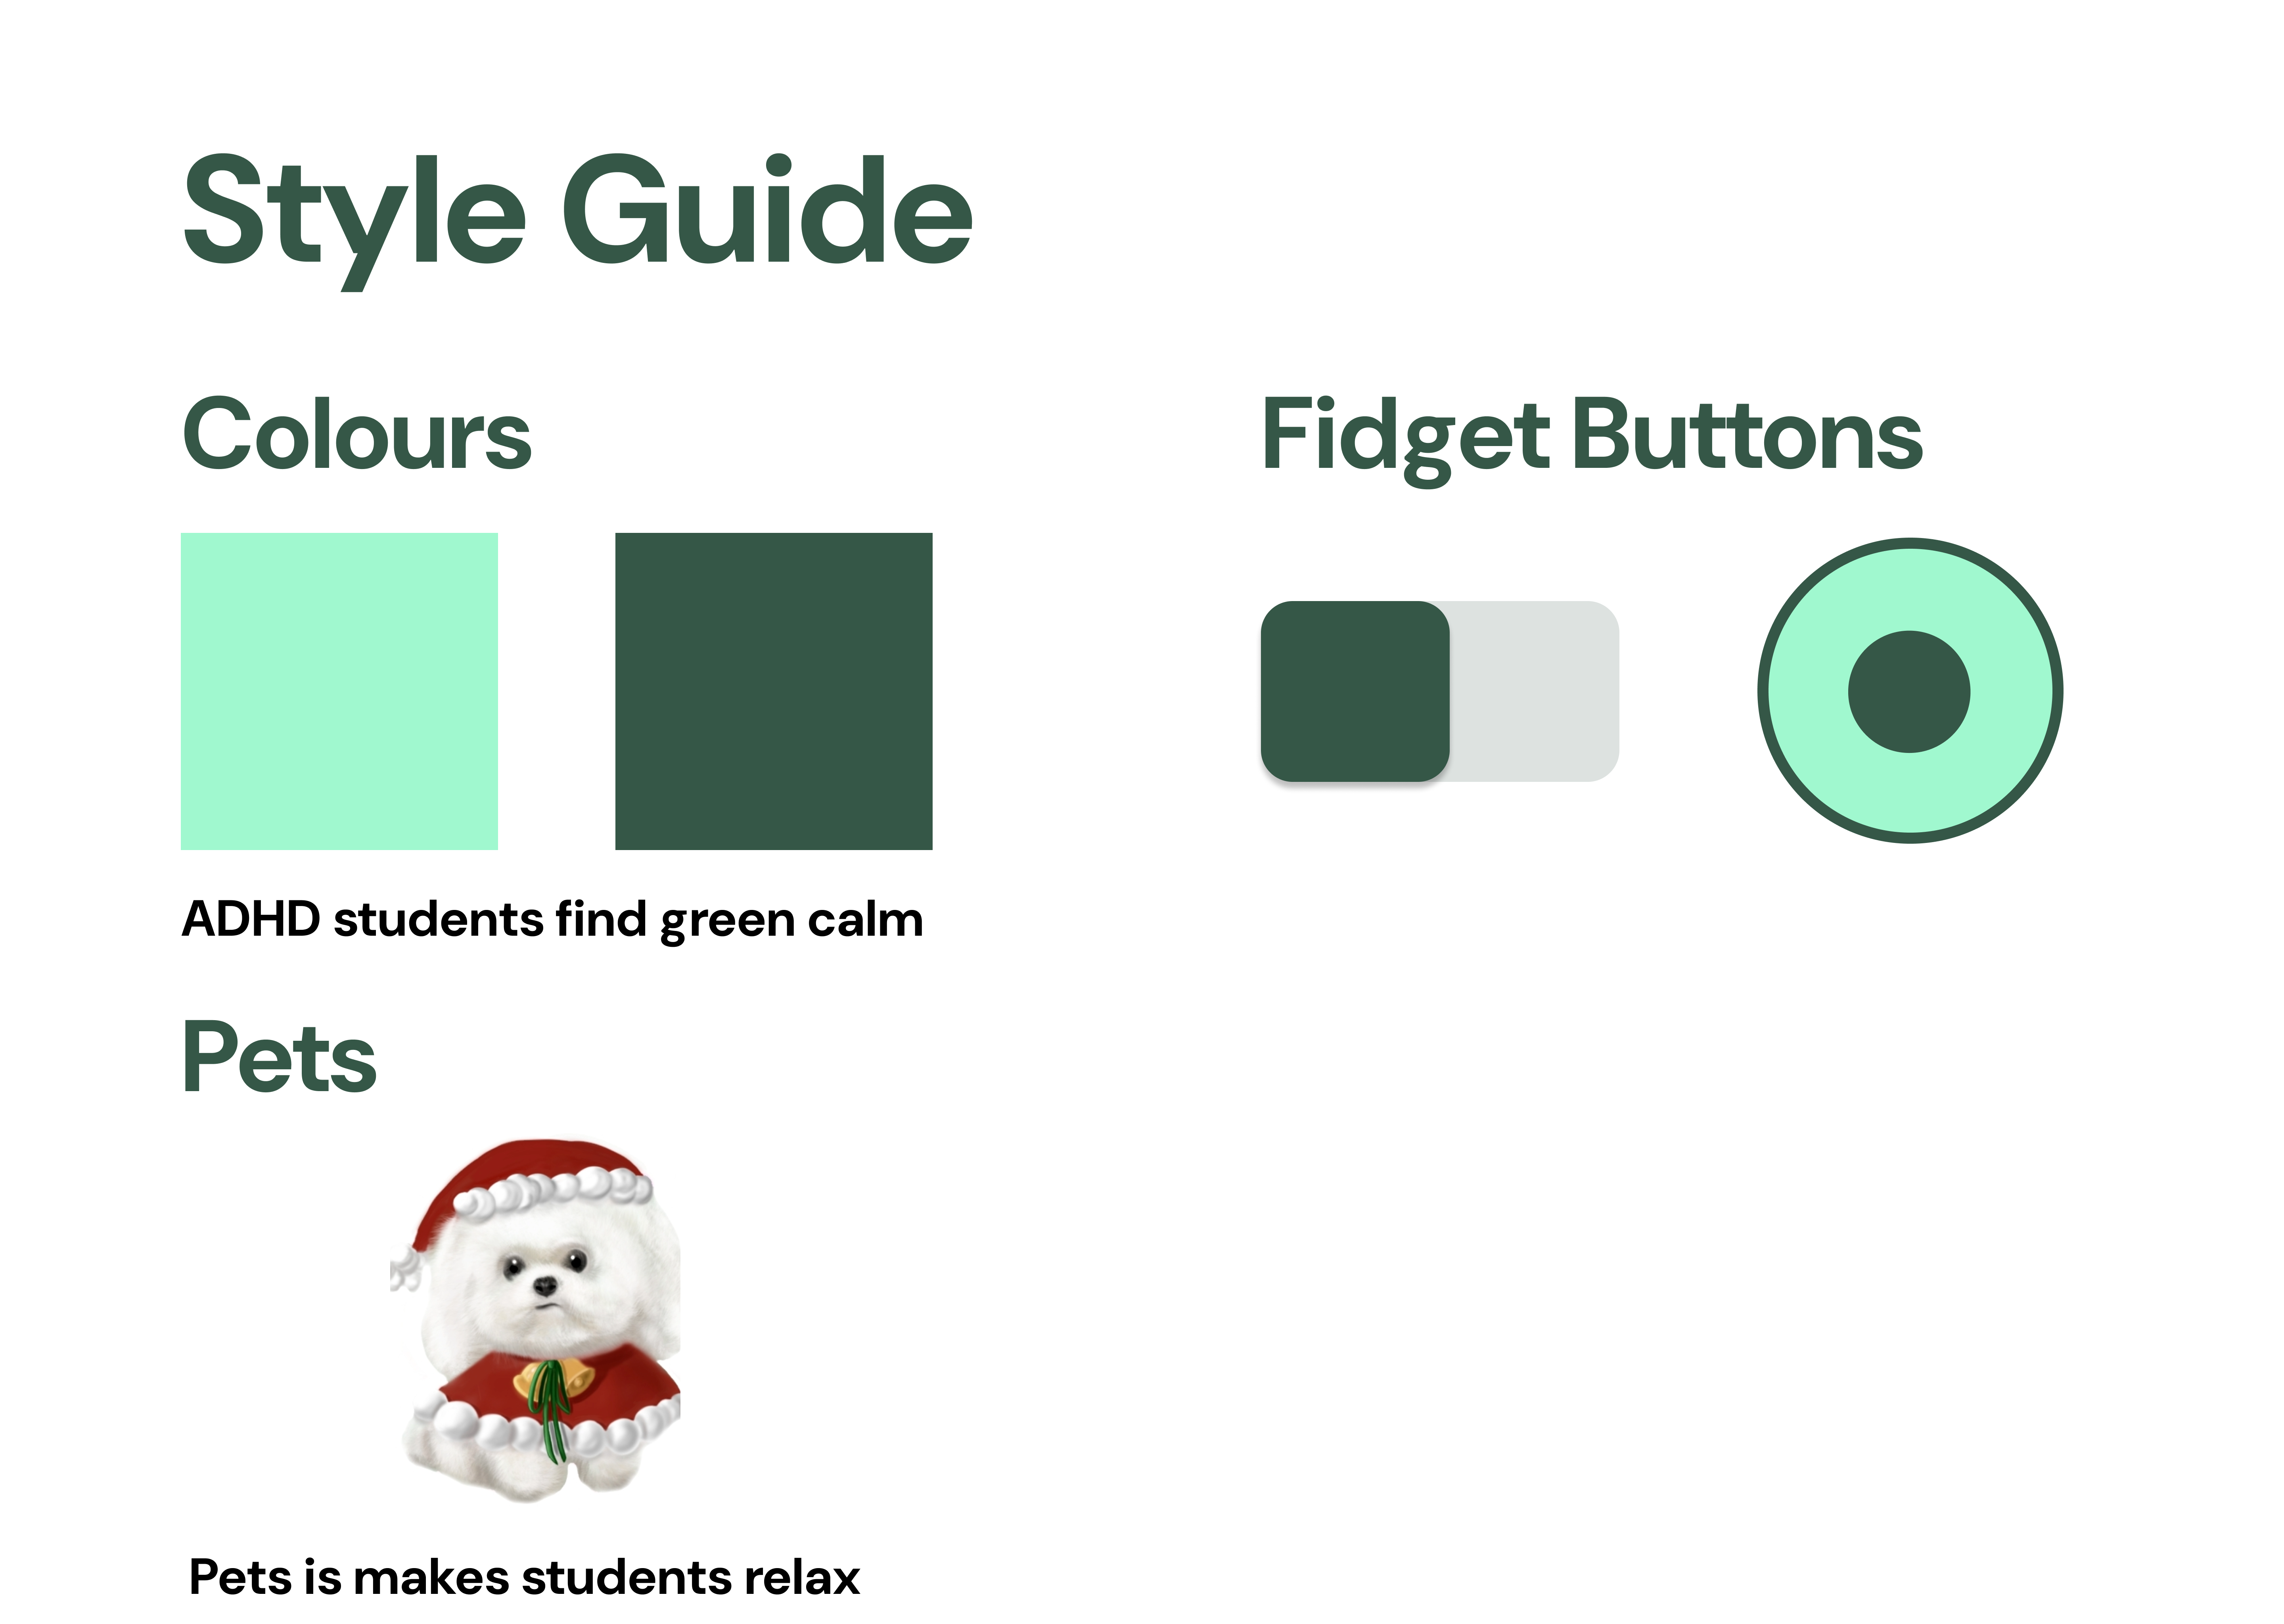 Style Guide
Colours
Fidget Buttons
ADHD students find green calm
Pets
Pets is makes students relax